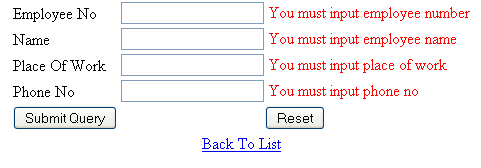 Employee No You must input employee number
Name You must input employee name
Place Of Work You must input place of work
Phone No You must input phone no
Submit Query Reset
Back To List